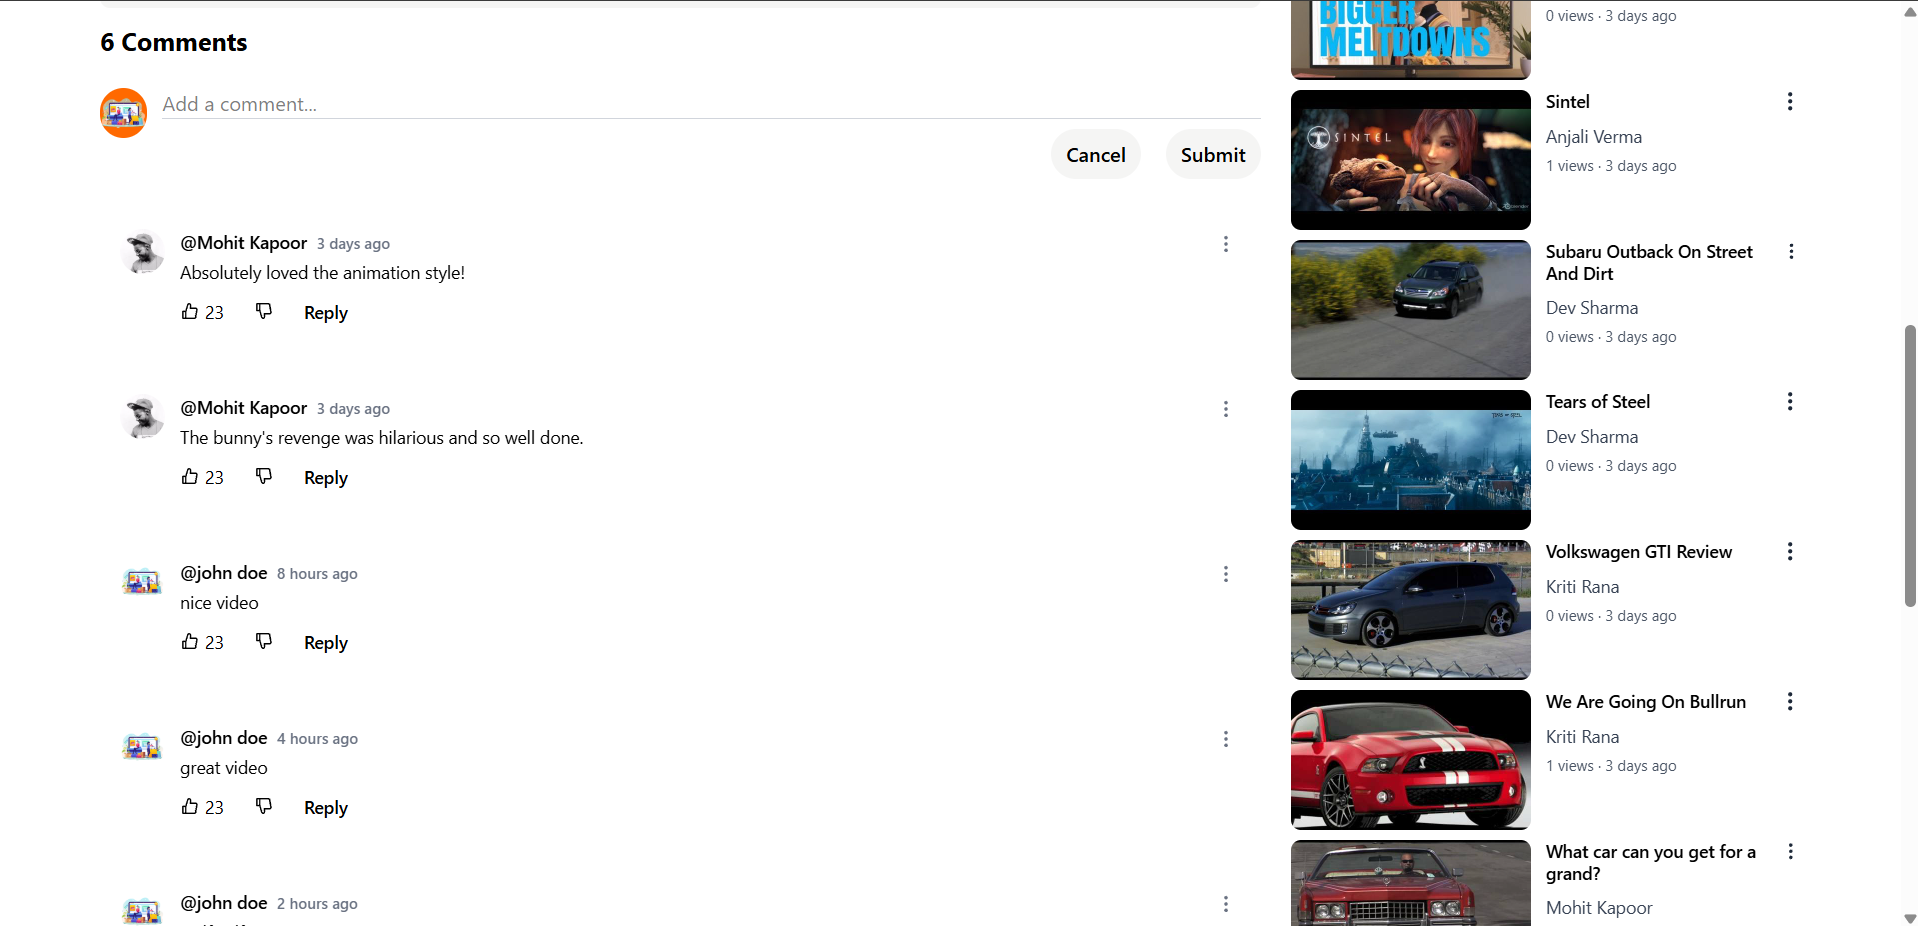 6 Comments
Add a comment...
Cancel
Submit
@Mohit Kapoor 3 days ago
Absolutely loved the animation style!
23
Reply
@Mohit Kapoor 3 days ago
The bunny's revenge was hilarious and so well done.
23
Reply
@john doe 8 hours ago
nice video
23
Reply
@john doe 4 hours ago
great video
23
Reply
@john doe 2 hours ago
BIGGER
MELTDOWNS
0 views · 3 days ago
SINTEL
Sintel
Anjali Verma
1 views · 3 days ago
Subaru Outback On Street
And Dirt
Dev Sharma
0 views · 3 days ago
TEARS OF STEEL
Tears of Steel
Dev Sharma
0 views · 3 days ago
Volkswagen GTI Review
Kriti Rana
0 views · 3 days ago
We Are Going On Bullrun
Kriti Rana
1 views · 3 days ago
What car can you get for a
grand?
Mohit Kapoor